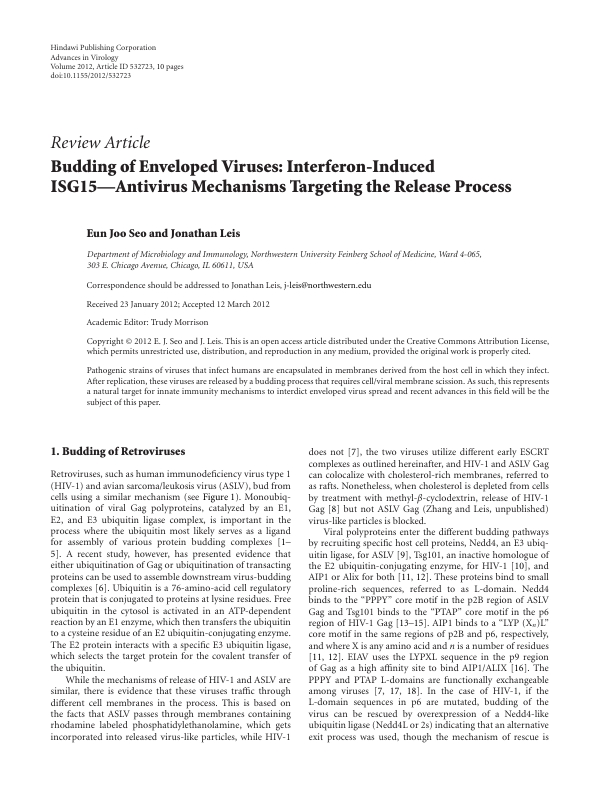 Hindawi Publishing Corporation
Advances in Virology
Volume 2012, Article ID 532723, 10 pages
doi:10.1155/2012/532723
Review Article
Budding of Enveloped Viruses: Interferon-Induced
ISG15—Antivirus Mechanisms Targeting the Release Process
Eun Joo Seo and Jonathan Leis
Department of Microbiology and Immunology, Northwestern University Feinberg School of Medicine, Ward 4-065,
303 E. Chicago Avenue, Chicago, IL 60611, USA
Correspondence should be addressed to Jonathan Leis, j-leis@northwestern.edu
Received 23 January 2012; Accepted 12 March 2012
Academic Editor: Trudy Morrison
Copyright © 2012 E. J. Seo and J. Leis. This is an open access article distributed under the Creative Commons Attribution License,
which permits unrestricted use, distribution, and reproduction in any medium, provided the original work is properly cited.
Pathogenic strains of viruses that infect humans are encapsulated in membranes derived from the host cell in which they infect.
After replication, these viruses are released by a budding process that requires cell/viral membrane scission. As such, this represents
a natural target for innate immunity mechanisms to interdict enveloped virus spread and recent advances in this field will be the
subject of this paper.
1. Budding of Retroviruses
Retroviruses, such as human immunodeficiency virus type 1
(HIV-1) and avian sarcoma/leukosis virus (ASLV), bud from
cells using a similar mechanism (see Figure 1). Monoubiq-
uitination of viral Gag polyproteins, catalyzed by an E1,
E2, and E3 ubiquitin ligase complex, is important in the
process where the ubiquitin most likely serves as a ligand
for assembly of various protein budding complexes [1–
5]. A recent study, however, has presented evidence that
either ubiquitination of Gag or ubiquitination of transacting
proteins can be used to assemble downstream virus-budding
complexes [6]. Ubiquitin is a 76-amino-acid cell regulatory
protein that is conjugated to proteins at lysine residues. Free
ubiquitin in the cytosol is activated in an ATP-dependent
reaction by an E1 enzyme, which then transfers the ubiquitin
to a cysteine residue of an E2 ubiquitin-conjugating enzyme.
The E2 protein interacts with a specific E3 ubiquitin ligase,
which selects the target protein for the covalent transfer of
the ubiquitin.
While the mechanisms of release of HIV-1 and ASLV are
similar, there is evidence that these viruses traffic through
different cell membranes in the process. This is based on
the facts that ASLV passes through membranes containing
rhodamine labeled phosphatidylethanolamine, which gets
incorporated into released virus-like particles, while HIV-1
does not [7], the two viruses utilize different early ESCRT
complexes as outlined hereinafter, and HIV-1 and ASLV Gag
can colocalize with cholesterol-rich membranes, referred to
as rafts. Nonetheless, when cholesterol is depleted from cells
by treatment with methyl-β-cyclodextrin, release of HIV-1
Gag [8] but not ASLV Gag (Zhang and Leis, unpublished)
virus-like particles is blocked.
Viral polyproteins enter the different budding pathways
by recruiting specific host cell proteins, Nedd4, an E3 ubiq-
uitin ligase, for ASLV [9], Tsg101, an inactive homologue of
the E2 ubiquitin-conjugating enzyme, for HIV-1 [10], and
AIP1 or Alix for both [11, 12]. These proteins bind to small
proline-rich sequences, referred to as L-domain. Nedd4
binds to the “PPPY” core motif in the p2B region of ASLV
Gag and Tsg101 binds to the “PTAP” core motif in the p6
region of HIV-1 Gag [13–15]. AIP1 binds to a “LYP (Xn)L”
core motif in the same regions of p2B and p6, respectively,
and where X is any amino acid and n is a number of residues
[11, 12]. EIAV uses the LYPXL sequence in the p9 region
of Gag as a high affinity site to bind AIP1/ALIX [16]. The
PPPY and PTAP L-domains are functionally exchangeable
among viruses [7, 17, 18]. In the case of HIV-1, if the
L-domain sequences in p6 are mutated, budding of the
virus can be rescued by overexpression of a Nedd4-like
ubiquitin ligase (Nedd4L or 2s) indicating that an alternative
exit process was used, though the mechanism of rescue is